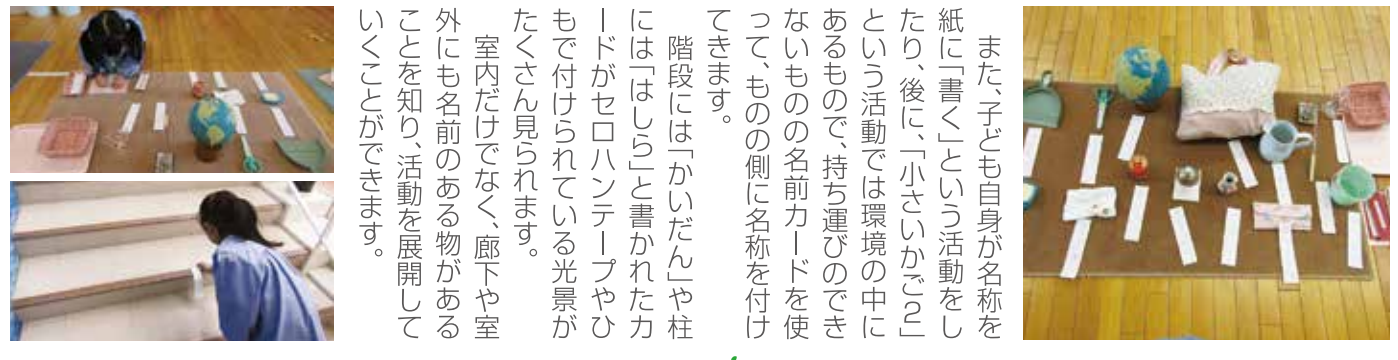 また、子ども自身が名称を
紙に「書く」という活動をし
たり、後に、「小さいかご2」
という活動では環境の中に
あるもので、持ち運びのでき
ないものの名前カードを使
って、ものの側に名称を付け
てきます。
階段には「かいだん」や柱
には「はしら」と書かれたカ
ードがセロハンテープやひ
もで付けられている光景が
たくさん見られます。
室内だけでなく、廊下や室
外にも名前のある物がある
ことを知り、活動を展開して
いくことができます。